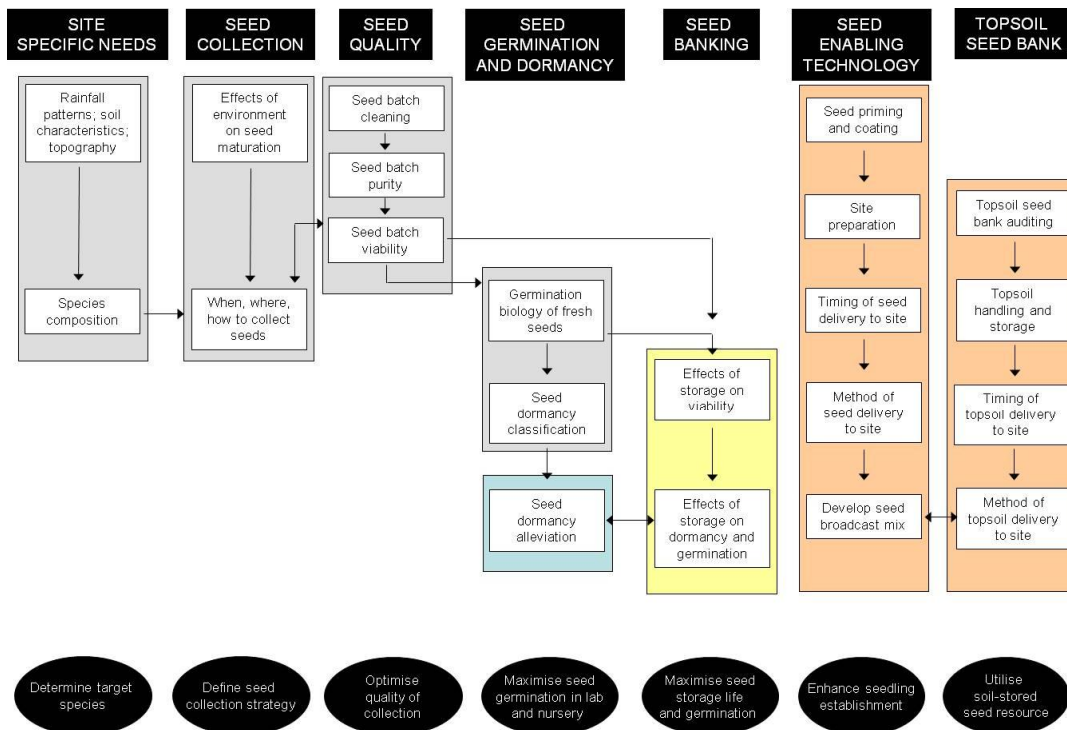 SITE
SPECIFIC NEEDS
SEED
COLLECTION
SEED
QUALITY
SEED
GERMINATION
AND DORMANCY
SEED
BANKING
SEED
ENABLING
TECHNOLOGY
TOPSOIL
SEED BANK
Rainfall
patterns; soil
characteristics;
topography
Species
composition
Effects of
environment
on seed
maturation
When, where,
how to collect
seeds
Seed batch
cleaning
Seed batch
purity
Seed batch
viability
Germination
biology of fresh
seeds
Seed
dormancy
classification
Seed
dormancy
alleviation
Effects of
storage on
viability
Effects of
storage on
dormancy and
germination
Seed priming
and coating
Site
preparation
Timing of seed
delivery to site
Method of
seed delivery
to site
Develop seed
broadcast mix
Topsoil seed
bank auditing
Topsoil
handling and
storage
Timing of
topsoil delivery
to site
Method of
topsoil delivery
to site
Determine target
species
Define seed
collection strategy
Optimise
quality of
collection
Maximise seed
germination in lab
and nursery
Maximise seed
storage life
and germination
Enhance seedling
establishment
Utilise
soil-stored
seed resource